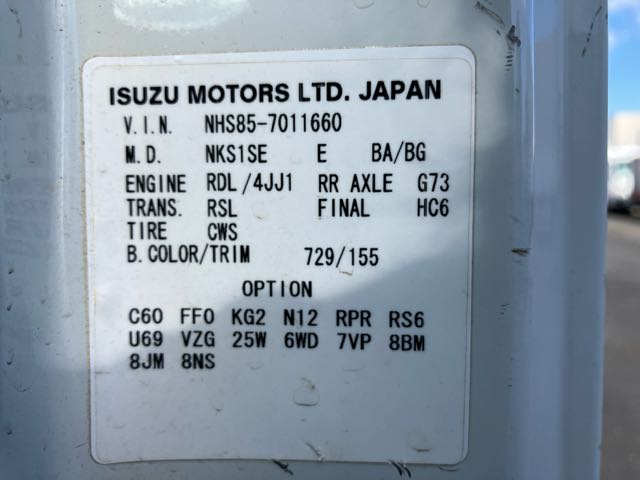 ISUZU MOTORS LTD. JAPAN
V.I.N. NHS85-7011660
M.D. NKS1SE E BA/BG
ENGINE RDL/4JJ1 RR AXLE G73
TRANS. RSL FINAL HC6
TIRE CWS
B.COLOR/TRIM 729/155
OPTION
C60 FF0 KG2 N12 RPR RS6
U69 VZG 25W 6WD 7VP 8BM
8JM 8NS